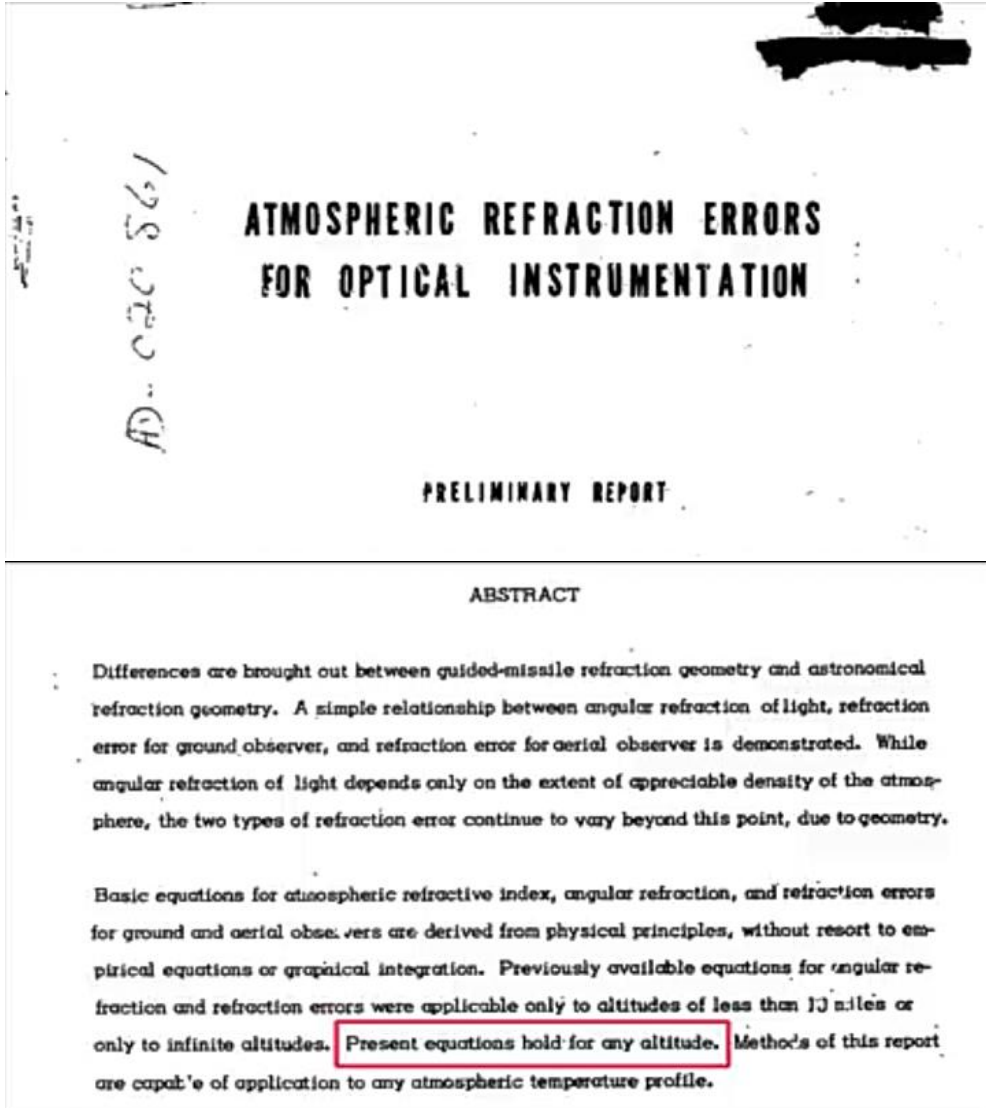 ATMOSPHERIC REFRACTION ERRORS
FOR OPTICAL INSTRUMENTATION
PRELIMINARY REPORT
ABSTRACT
Differences are brought out between guided-missile refraction geometry and astronomical
refraction geometry. A simple relationship between angular refraction of light, refraction
error for ground observer, and refraction error for aerial observer is demonstrated. While
angular refraction of light depends only on the extent of appreciable density of the atmos-
phere, the two types of refraction error continue to vary beyond this point, due to geometry.
Basic equations for atmospheric refractive index, angular refraction, and refraction errors
for ground and aerial observers are derived from physical principles, without resort to em-
pirical equations or graphical integration. Previously available equations for angular re-
fraction and refraction errors were applicable only to altitudes of less than miles or
only to infinite altitudes. Present equations hold for any altitude. Methods of this report
are capable of application to any atmospheric temperature profile.